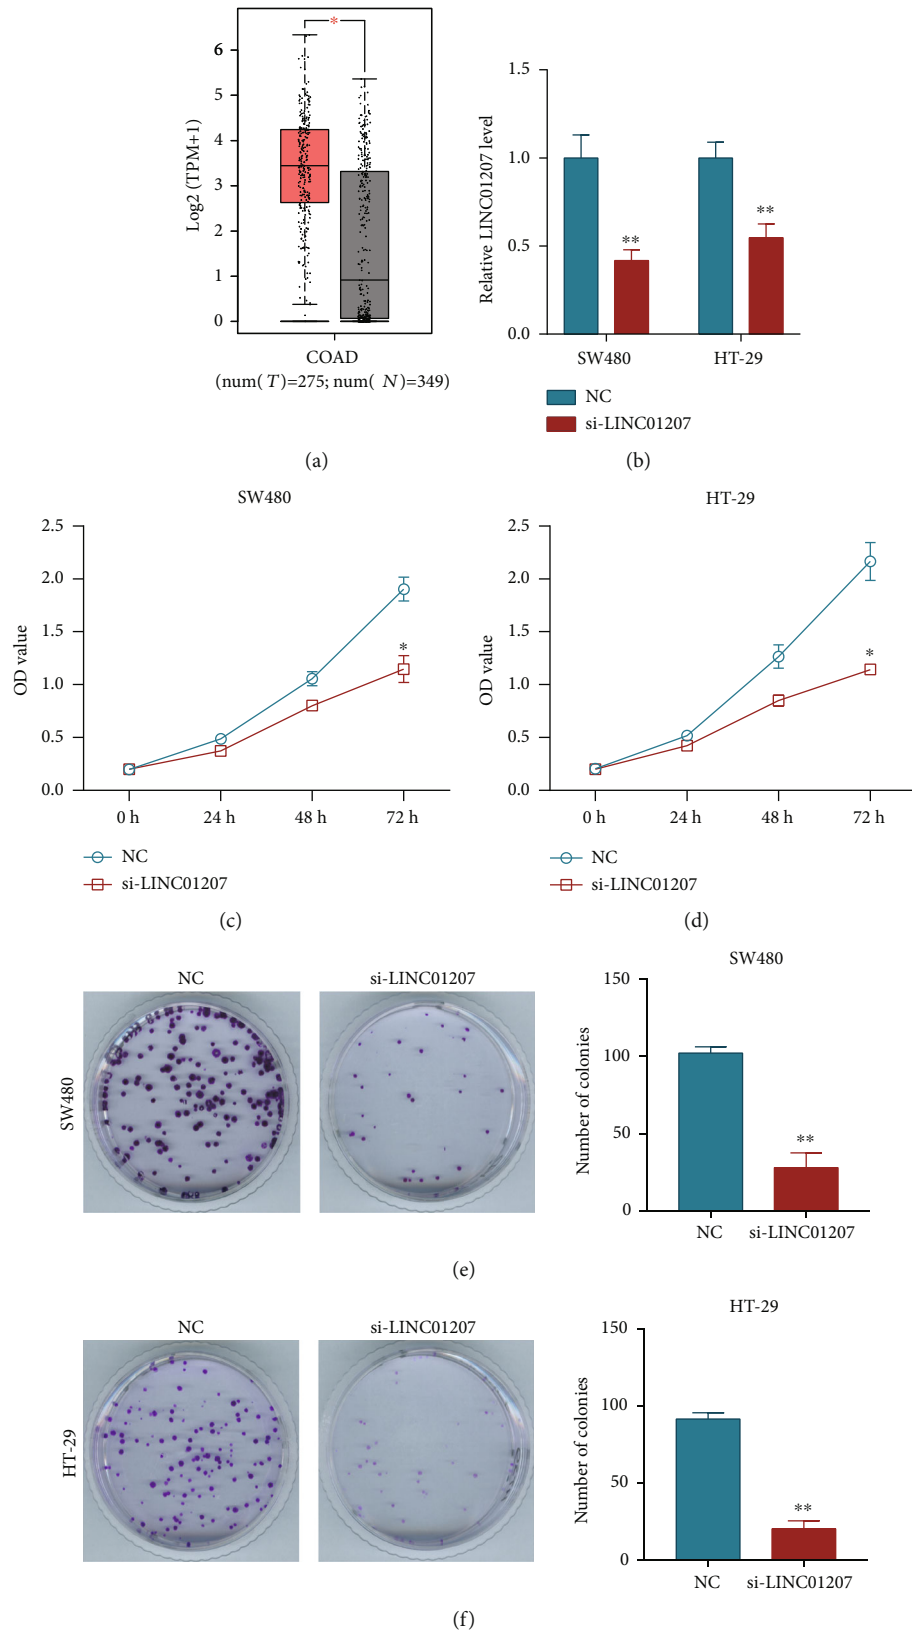 *
6
5
4
3
2
1
0
Log2 (TPM+1)
COAD
(num( T)=275; num( N)=349)
(a)
1.5
1.0
0.5
0.0
Relative LINC01207 level
**
**
SW480 HT-29
NC
si-LINC01207
(b)
SW480
2.5
2.0
1.5
1.0
0.5
0.0
OD value
*
0 h 24 h 48 h 72 h
NC
si-LINC01207
(c)
HT-29
2.5
2.0
1.5
1.0
0.5
0.0
OD value
*
0 h 24 h 48 h 72 h
NC
si-LINC01207
(d)
NC si-LINC01207
SW480
SW480
150
100
50
0
Number of colonies
**
NC si-LINC01207
(e)
NC si-LINC01207
HT-29
HT-29
150
100
50
0
Number of colonies
**
NC si-LINC01207
(f)